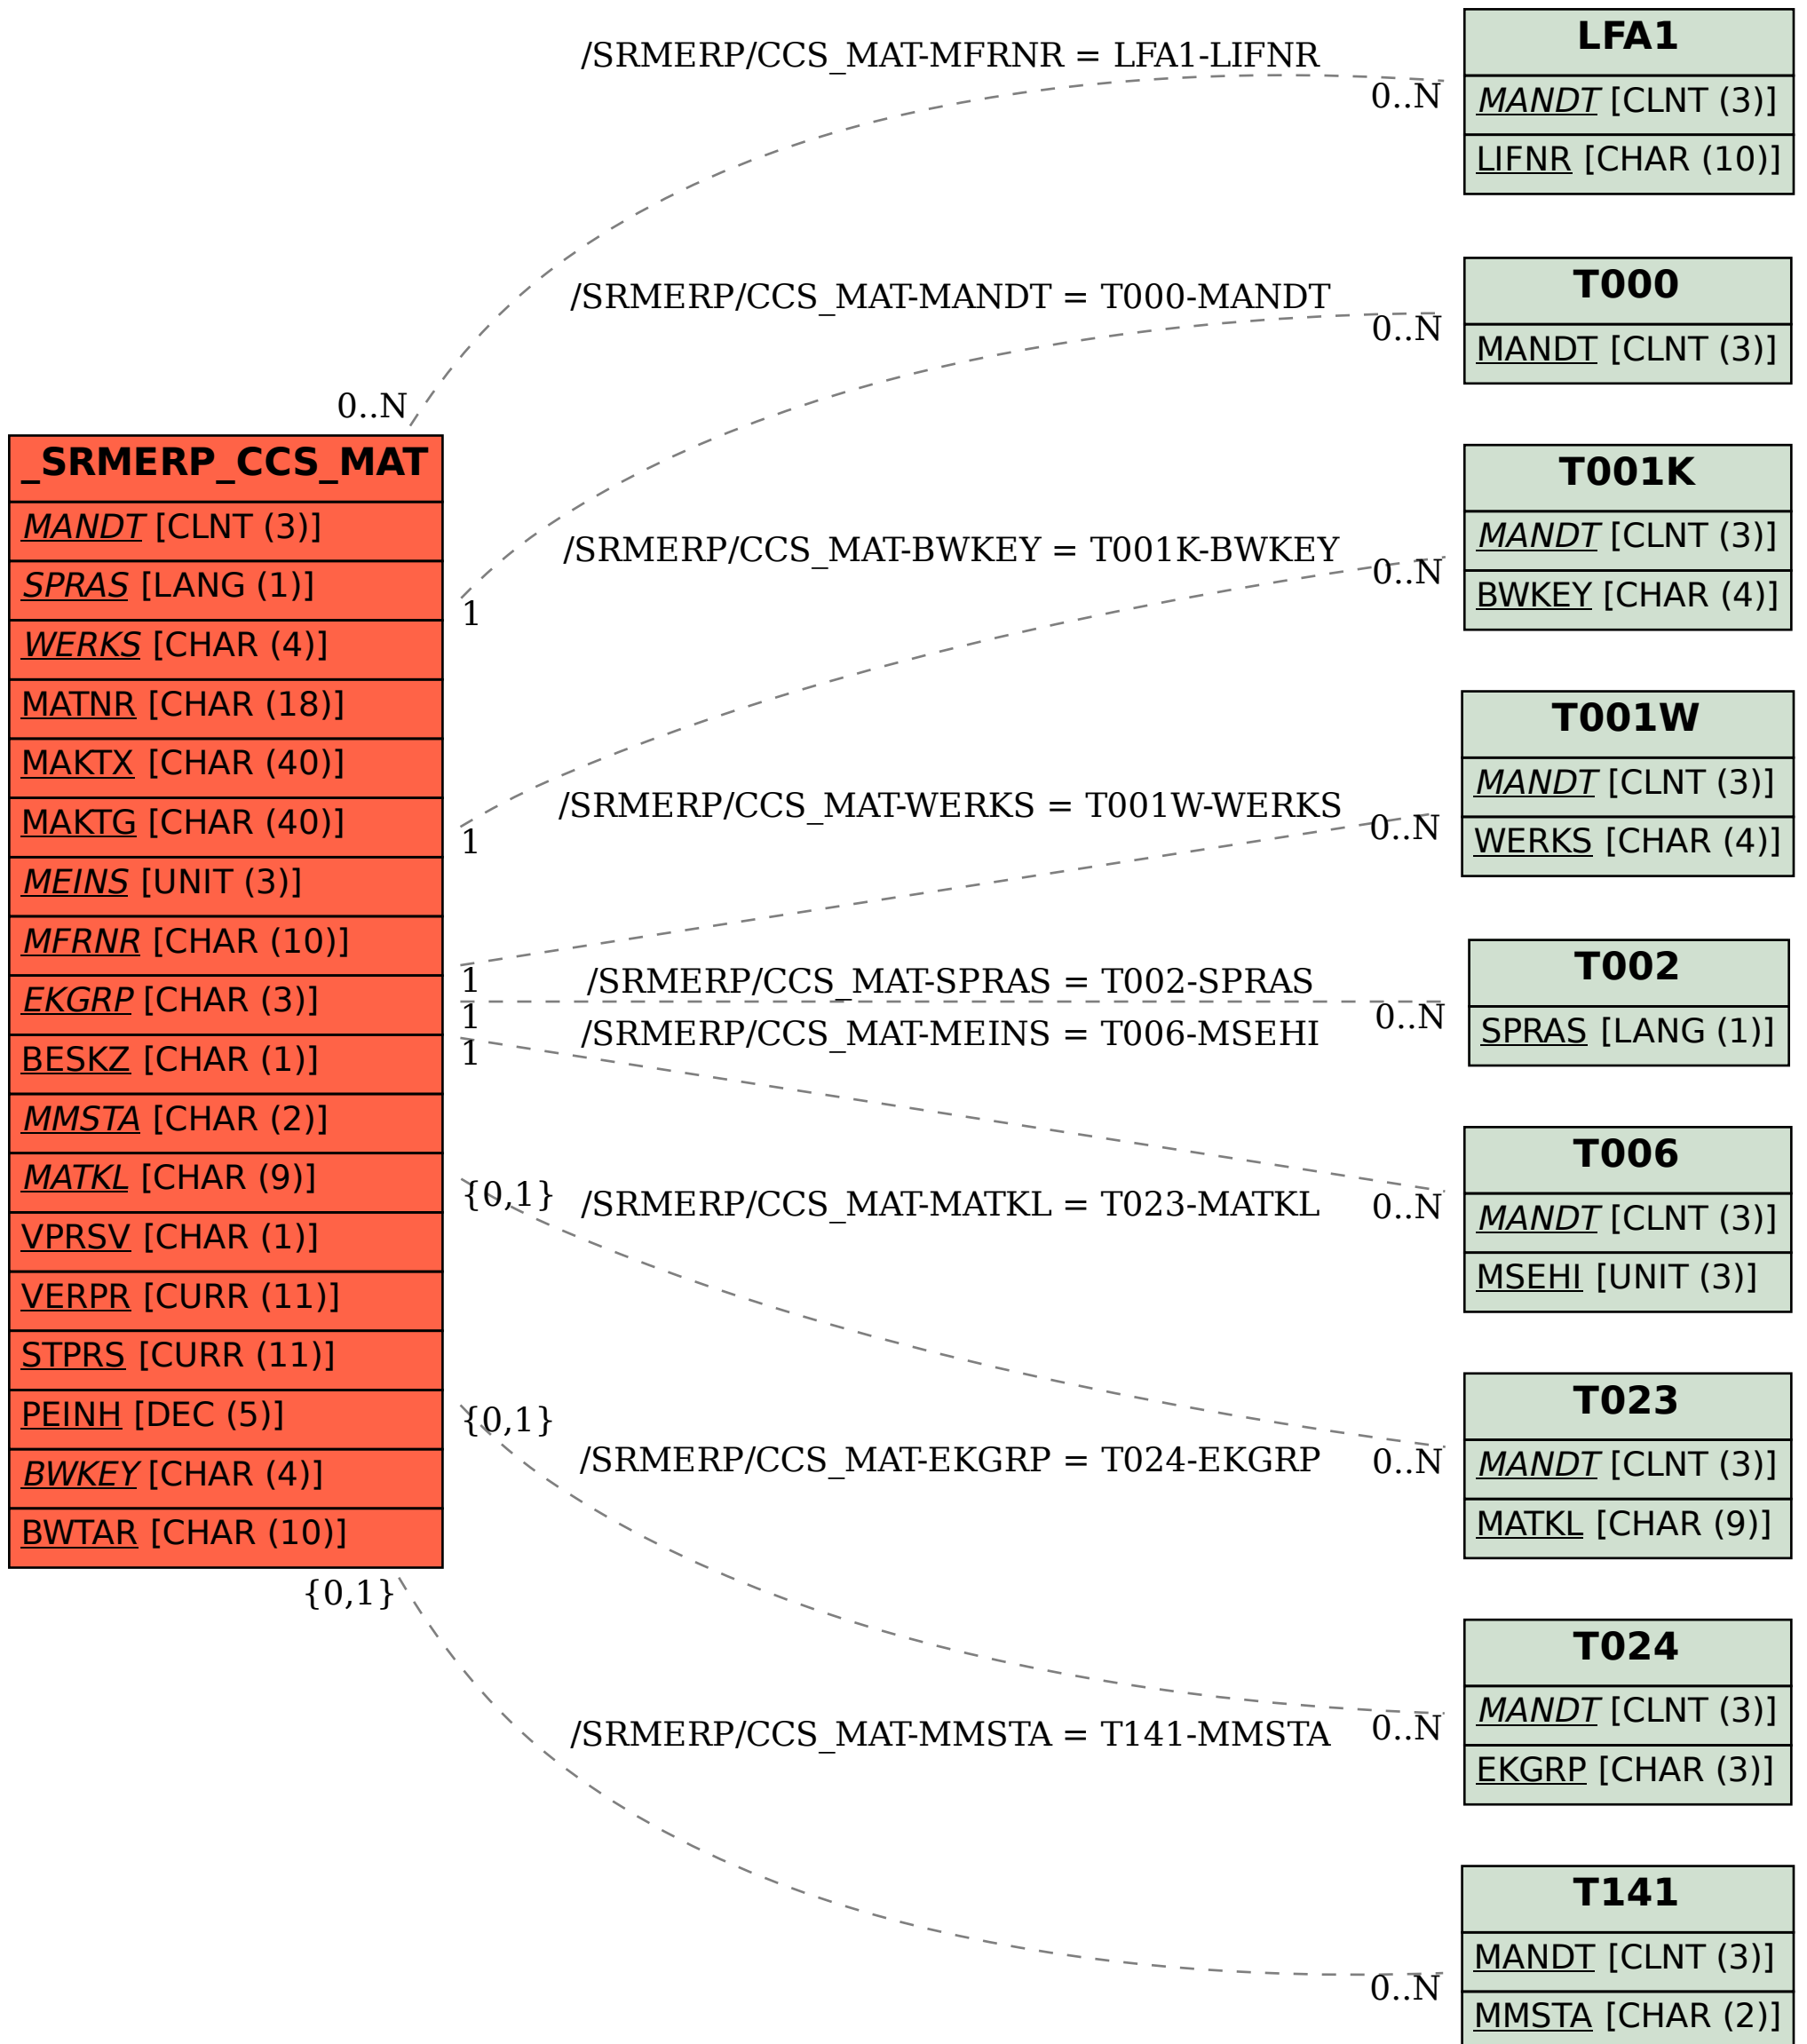 /SRMERP/CCS_MAT-MFRNR = LFA1-LIFNR
0..N
0..N
LFA1
MANDT [CLNT (3)]
LIFNR [CHAR (10)]
/SRMERP/CCS_MAT-MANDT = T000-MANDT
0..N
1
T000
MANDT [CLNT (3)]
_SRMERP_CCS_MAT
MANDT [CLNT (3)]
SPRAS [LANG (1)]
WERKS [CHAR (4)]
MATNR [CHAR (18)]
MAKTX [CHAR (40)]
MAKTG [CHAR (40)]
MEINS [UNIT (3)]
MFRNR [CHAR (10)]
EKGRP [CHAR (3)]
BESKZ [CHAR (1)]
MMSTA [CHAR (2)]
MATKL [CHAR (9)]
VPRSV [CHAR (1)]
VERPR [CURR (11)]
STPRS [CURR (11)]
PEINH [DEC (5)]
BWKEY [CHAR (4)]
BWTAR [CHAR (10)]
/SRMERP/CCS_MAT-BWKEY = T001K-BWKEY
0..N
1
T001K
MANDT [CLNT (3)]
BWKEY [CHAR (4)]
/SRMERP/CCS_MAT-WERKS = T001W-WERKS
0..N
1
T001W
MANDT [CLNT (3)]
WERKS [CHAR (4)]
/SRMERP/CCS_MAT-SPRAS = T002-SPRAS
0..N
1
T002
SPRAS [LANG (1)]
/SRMERP/CCS_MAT-MEINS = T006-MSEHI
0..N
1
T006
MANDT [CLNT (3)]
MSEHI [UNIT (3)]
/SRMERP/CCS_MAT-MATKL = T023-MATKL
0..N
{0,1}
T023
MANDT [CLNT (3)]
MATKL [CHAR (9)]
/SRMERP/CCS_MAT-EKGRP = T024-EKGRP
0..N
{0,1}
T024
MANDT [CLNT (3)]
EKGRP [CHAR (3)]
/SRMERP/CCS_MAT-MMSTA = T141-MMSTA
0..N
{0,1}
T141
MANDT [CLNT (3)]
MMSTA [CHAR (2)]